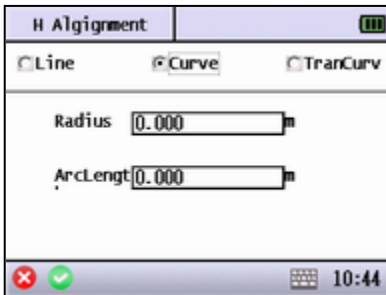 H Algignment
Line Curve TranCurv
Radius 0.000 m
ArcLengt 0.000 m
10:44